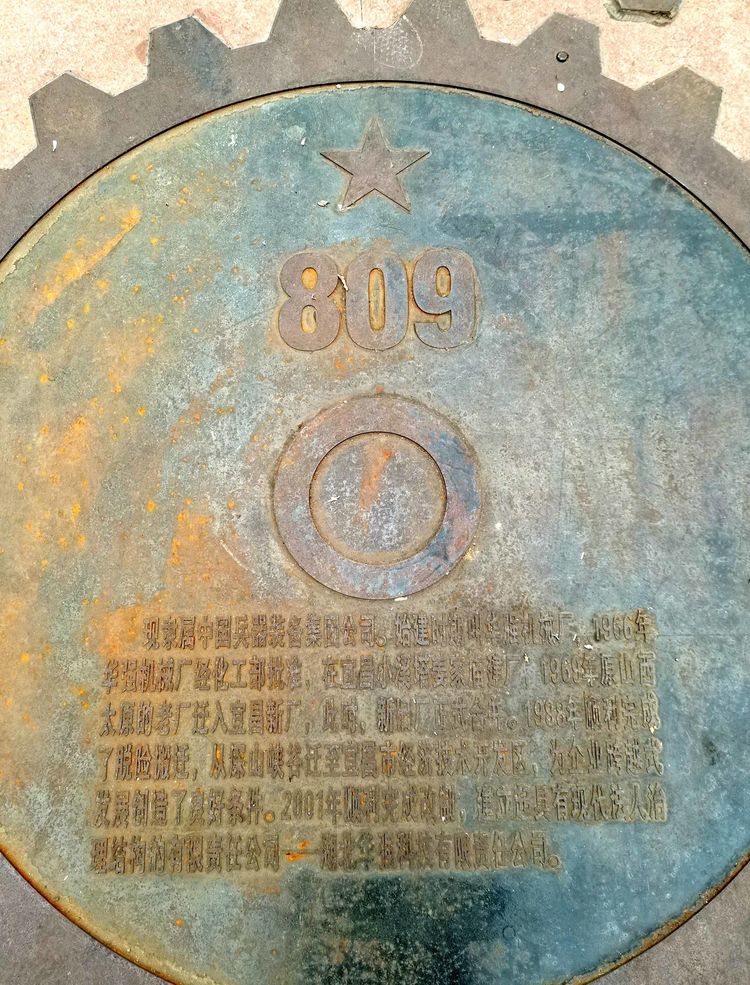 809
现隶属中国兵器装备集团公司。始建时为叫华强机械厂，1966年
华强机械厂经化工部批准，在宜昌小溪塔姜家庙建厂，1969年原山西
太原的老厂迁入宜昌新厂，此时，新旧厂正式合并。1988年顺利完成
了脱险搬迁，从深山峡谷迁至宜昌市经济技术开发区，为企业跨越式
发展创造了良好条件。2001年顺利完成改制，建立起具有现代法人治
理结构的有限责任公司——湖北华强科技有限责任公司。